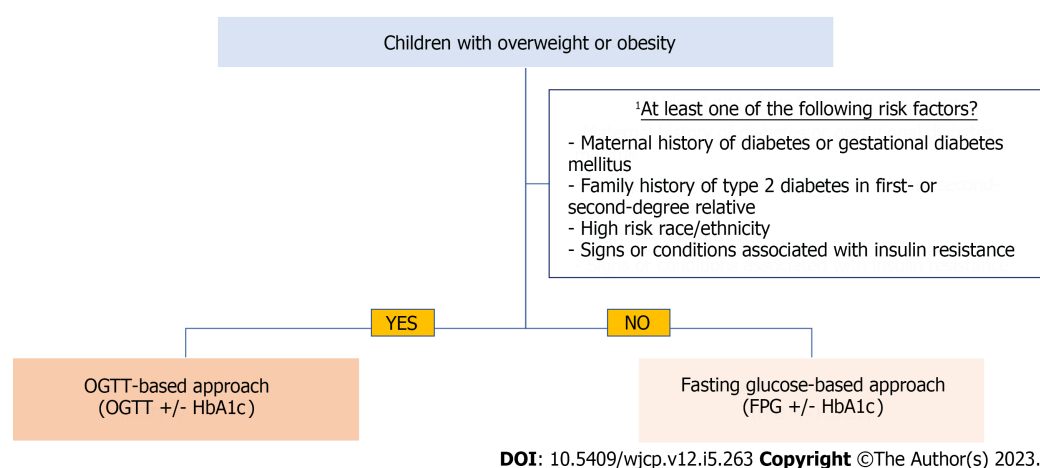 Children with overweight or obesity
¹At least one of the following risk factors?
- Maternal history of diabetes or gestational diabetes
mellitus
- Family history of type 2 diabetes in first- or
second-degree relative
- High risk race/ethnicity
- Signs or conditions associated with insulin resistance
YES
NO
OGTT-based approach
(OGTT +/- HbA1c)
Fasting glucose-based approach
(FPG +/- HbA1c)
DOI: 10.5409/wjcp.v12.i5.263 Copyright ©The Author(s) 2023.